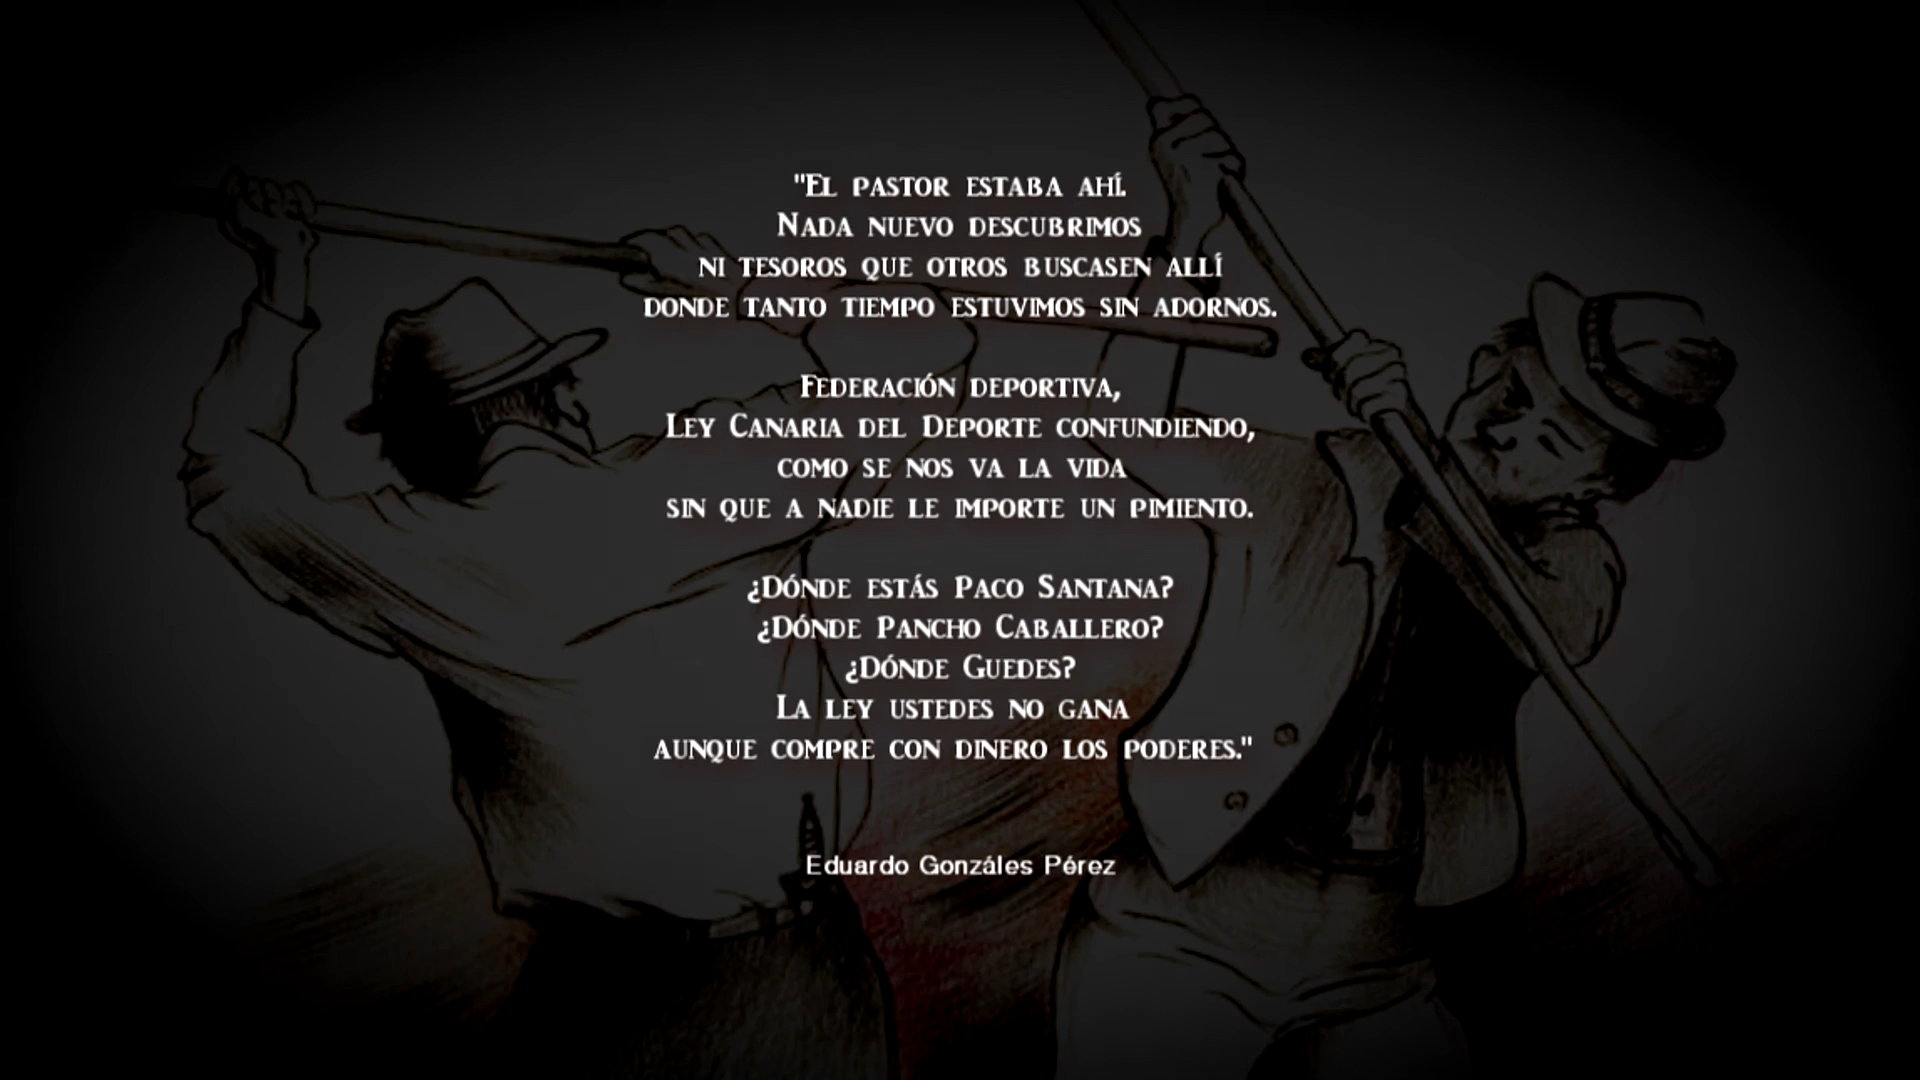 "El pastor estaba ahí.
Nada nuevo descubrimos
ni tesoros que otros buscasen allí
donde tanto tiempo estuvimos sin adornos.
Federación deportiva,
Ley Canaria del Deporte confundiendo,
como se nos va la vida
sin que a nadie le importe un pimiento.
¿Dónde estás Paco Santana?
¿Dónde Pancho Caballero?
¿Dónde Guedes?
La ley ustedes no gana
aunque compre con dinero los poderes."
Eduardo Gonzáles Pérez